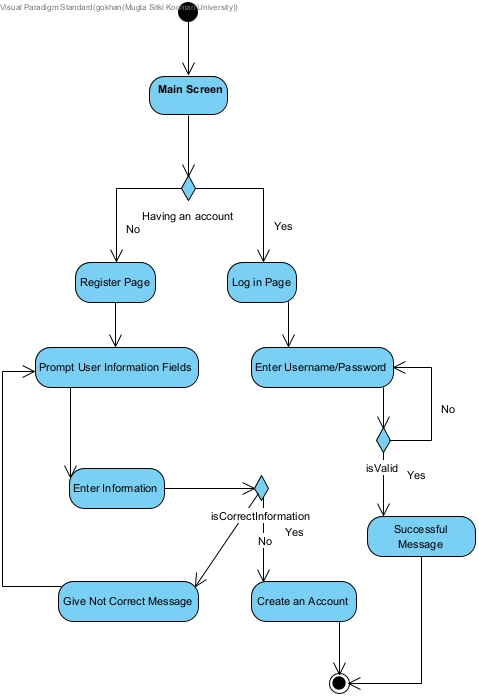 Visual Paradigm Standard(gokhan(Mugla Sitki Kocman University))
Main Screen
Having an account
No
Yes
Register Page
Log in Page
Prompt User Information Fields
Enter Username/Password
No
isValid
Yes
Enter Information
isCorrectInformation
Yes
No
Successful
Message
Give Not Correct Message
Create an Account